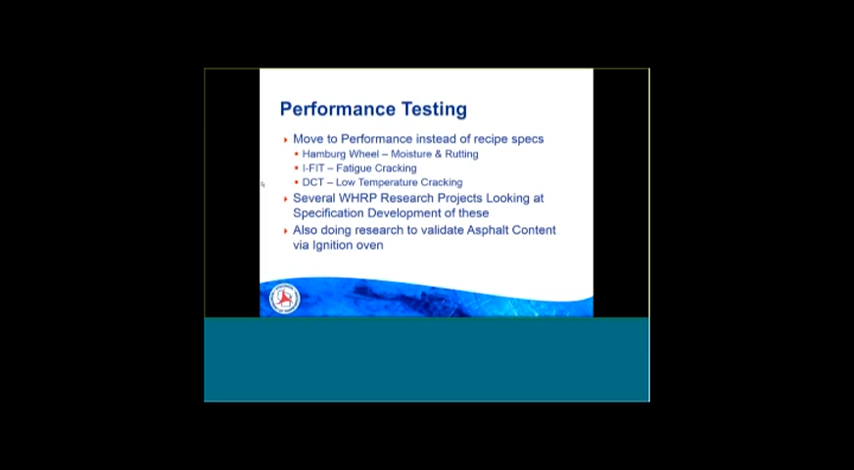 Performance Testing
Move to Performance instead of recipe specs
Hamburg Wheel – Moisture & Rutting
I-FIT – Fatigue Cracking
DCT – Low Temperature Cracking
Several WHRP Research Projects Looking at
Specification Development of these
Also doing research to validate Asphalt Content
via Ignition oven